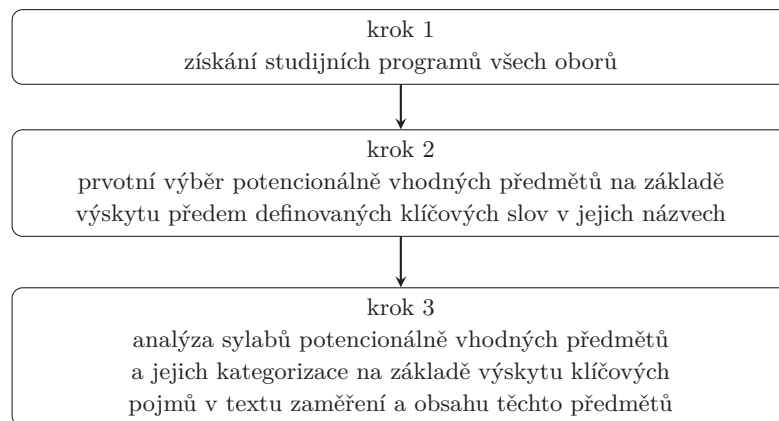 krok 1
získání studijních programů všech oborů
krok 2
prvotní výběr potencionálně vhodných předmětů na základě
výskytu předem definovaných klíčových slov v jejich názvech
krok 3
analýza sylabů potencionálně vhodných předmětů
a jejich kategorizace na základě výskytu klíčových
pojmů v textu zaměření a obsahu těchto předmětů